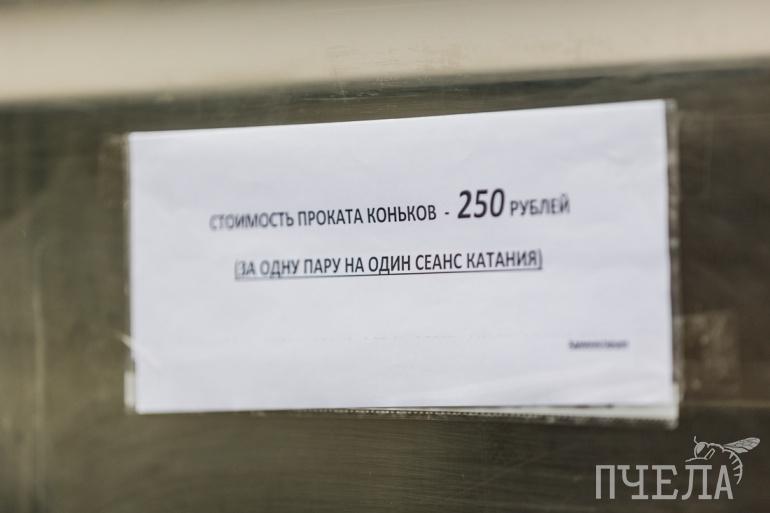 СТОИМОСТЬ ПРОКАТА КОНЬКОВ - 250 РУБЛЕЙ
(ЗА ОДНУ ПАРУ НА ОДИН СЕАНС КАТАНИЯ)
ПЧЕЛА